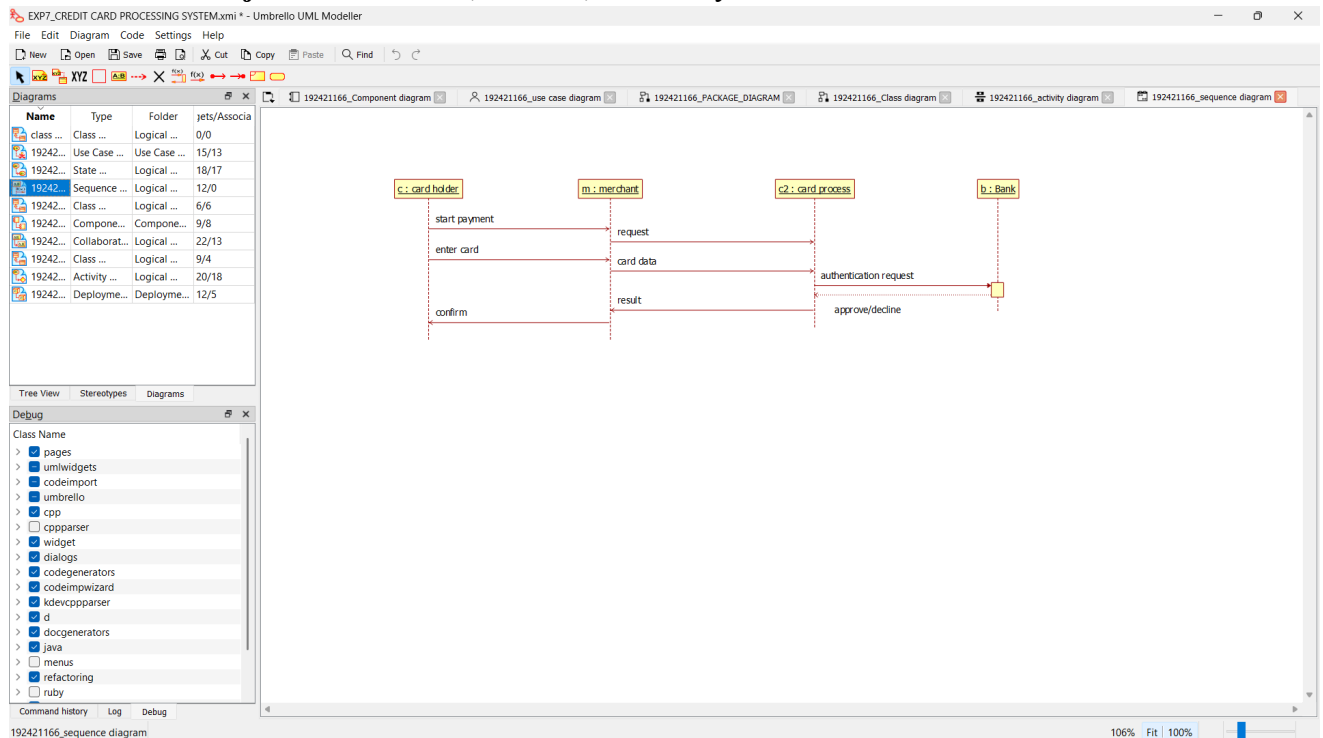 EXP7_CREDIT CARD PROCESSING SYSTEM.xmi * - Umbrello UML Modeller
File Edit Diagram Code Settings Help
New Open Save Cut Copy Paste Find
XYZ XYZ A:B f(x) f(x)
Diagrams
192421166_Component diagram 192421166_use case diagram 192421166_PACKAGE_DIAGRAM 192421166_Class diagram 192421166_activity diagram 192421166_sequence diagram
Name Type Folder gets/Associa
class ... Class ... Logical ... 0/0
19242... Use Case ... Use Case ... 15/13
19242... State ... Logical ... 18/17
19242... Sequence ... Logical ... 12/0
19242... Class ... Logical ... 6/6
19242... Compone... Compone... 9/8
19242... Collaborat... Logical ... 22/13
19242... Class ... Logical ... 9/4
19242... Activity ... Logical ... 20/18
19242... Deployme... Deployme... 12/5
Tree View Stereotypes Diagrams
c : card holder m : merchant c2 : card process b : Bank
start payment
request
enter card
card data
authentication request
result
approve/decline
confirm
Debug
Class Name
pages
umlwidgets
codeimport
umbrello
cpp
cppparser
widget
dialogs
codegenerators
codeimpwizard
kdevcppparser
d
docgenerators
java
menus
refactoring
ruby
Command history Log Debug
192421166_sequence diagram 106% Fit 100%